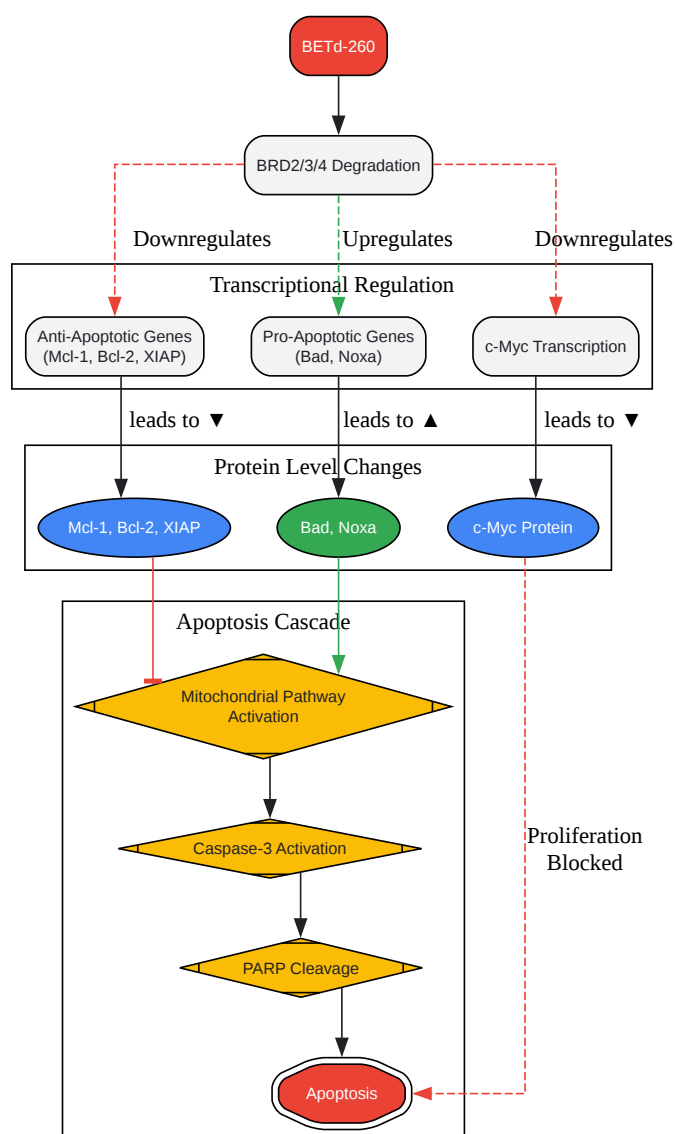 BETd-260
BRD2/3/4 Degradation
Downregulates
Upregulates
Downregulates
Transcriptional Regulation
Anti-Apoptotic Genes
(Mcl-1, Bcl-2, XIAP)
Pro-Apoptotic Genes
(Bad, Noxa)
c-Myc Transcription
leads to ▼
leads to ▲
leads to ▼
Protein Level Changes
Mcl-1, Bcl-2, XIAP
Bad, Noxa
c-Myc Protein
Apoptosis Cascade
Mitochondrial Pathway
Activation
Caspase-3 Activation
Proliferation
Blocked
PARP Cleavage
Apoptosis